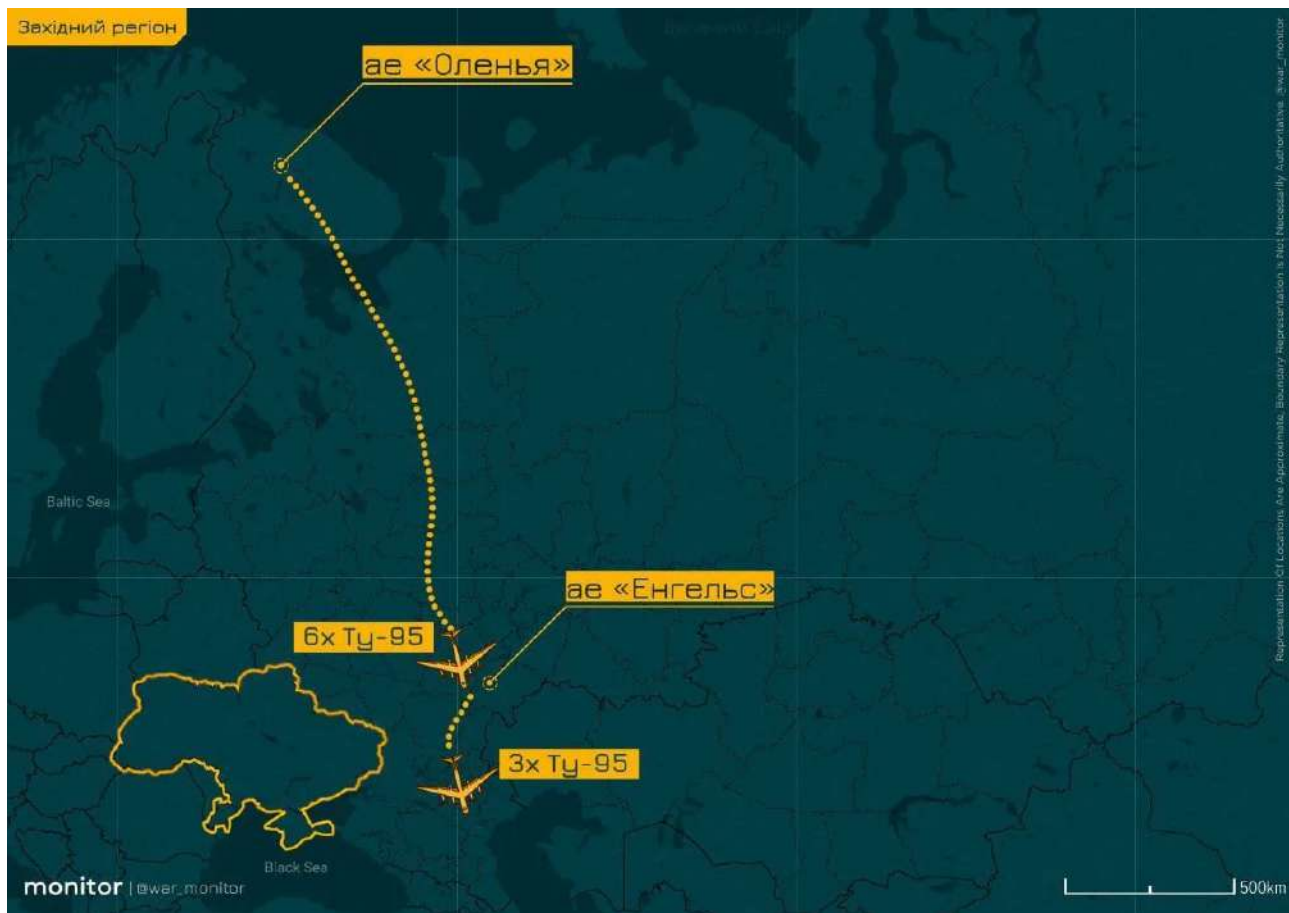 Західний регіон
ае «Оленья»
Baltic Sea
ае «Енгельс»
6х Ту-95
3х Ту-95
Black Sea
monitor | @war_monitor
500km
Representation Of Locations Are Approximate, Boundary Representation Is Not Necessarily Authoritative. @war_monitor